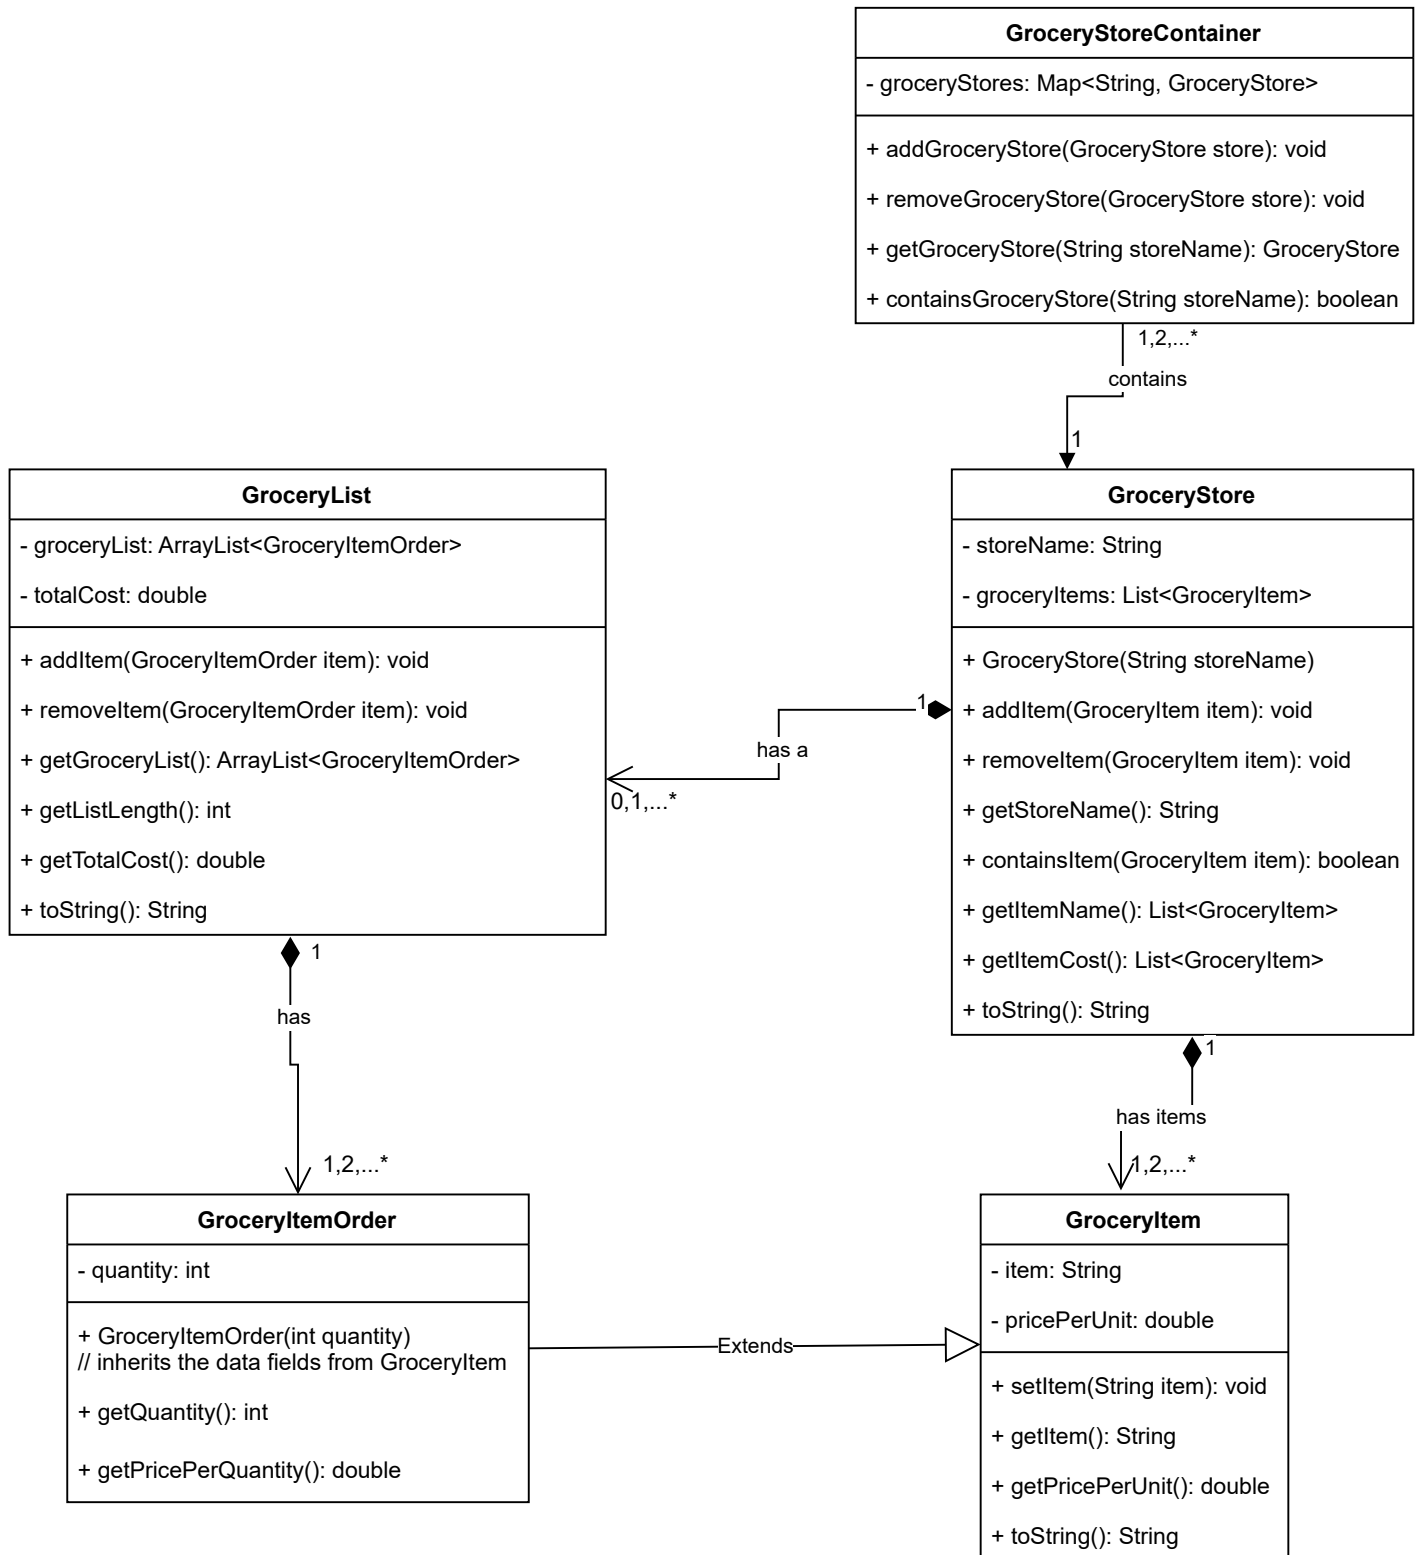 GroceryStoreContainer
- groceryStores: Map<String, GroceryStore>
+ addGroceryStore(GroceryStore store): void
+ removeGroceryStore(GroceryStore store): void
+ getGroceryStore(String storeName): GroceryStore
+ containsGroceryStore(String storeName): boolean
1,2,...*
contains
1
GroceryList
- groceryList: ArrayList<GroceryItemOrder>
- totalCost: double
+ addItem(GroceryItemOrder item): void
+ removeItem(GroceryItemOrder item): void
+ getGroceryList(): ArrayList<GroceryItemOrder>
+ getListLength(): int
+ getTotalCost(): double
+ toString(): String
GroceryStore
- storeName: String
- groceryItems: List<GroceryItem>
+ GroceryStore(String storeName)
+ addItem(GroceryItem item): void
+ removeItem(GroceryItem item): void
+ getStoreName(): String
+ containsItem(GroceryItem item): boolean
+ getItemName(): List<GroceryItem>
+ getItemCost(): List<GroceryItem>
+ toString(): String
1
has a
0,1,...*
1
has
1,2,...*
1
has items
1,2,...*
GroceryItemOrder
- quantity: int
+ GroceryItemOrder(int quantity)
// inherits the data fields from GroceryItem
+ getQuantity(): int
+ getPricePerQuantity(): double
Extends
GroceryItem
- item: String
- pricePerUnit: double
+ setItem(String item): void
+ getItem(): String
+ getPricePerUnit(): double
+ toString(): String